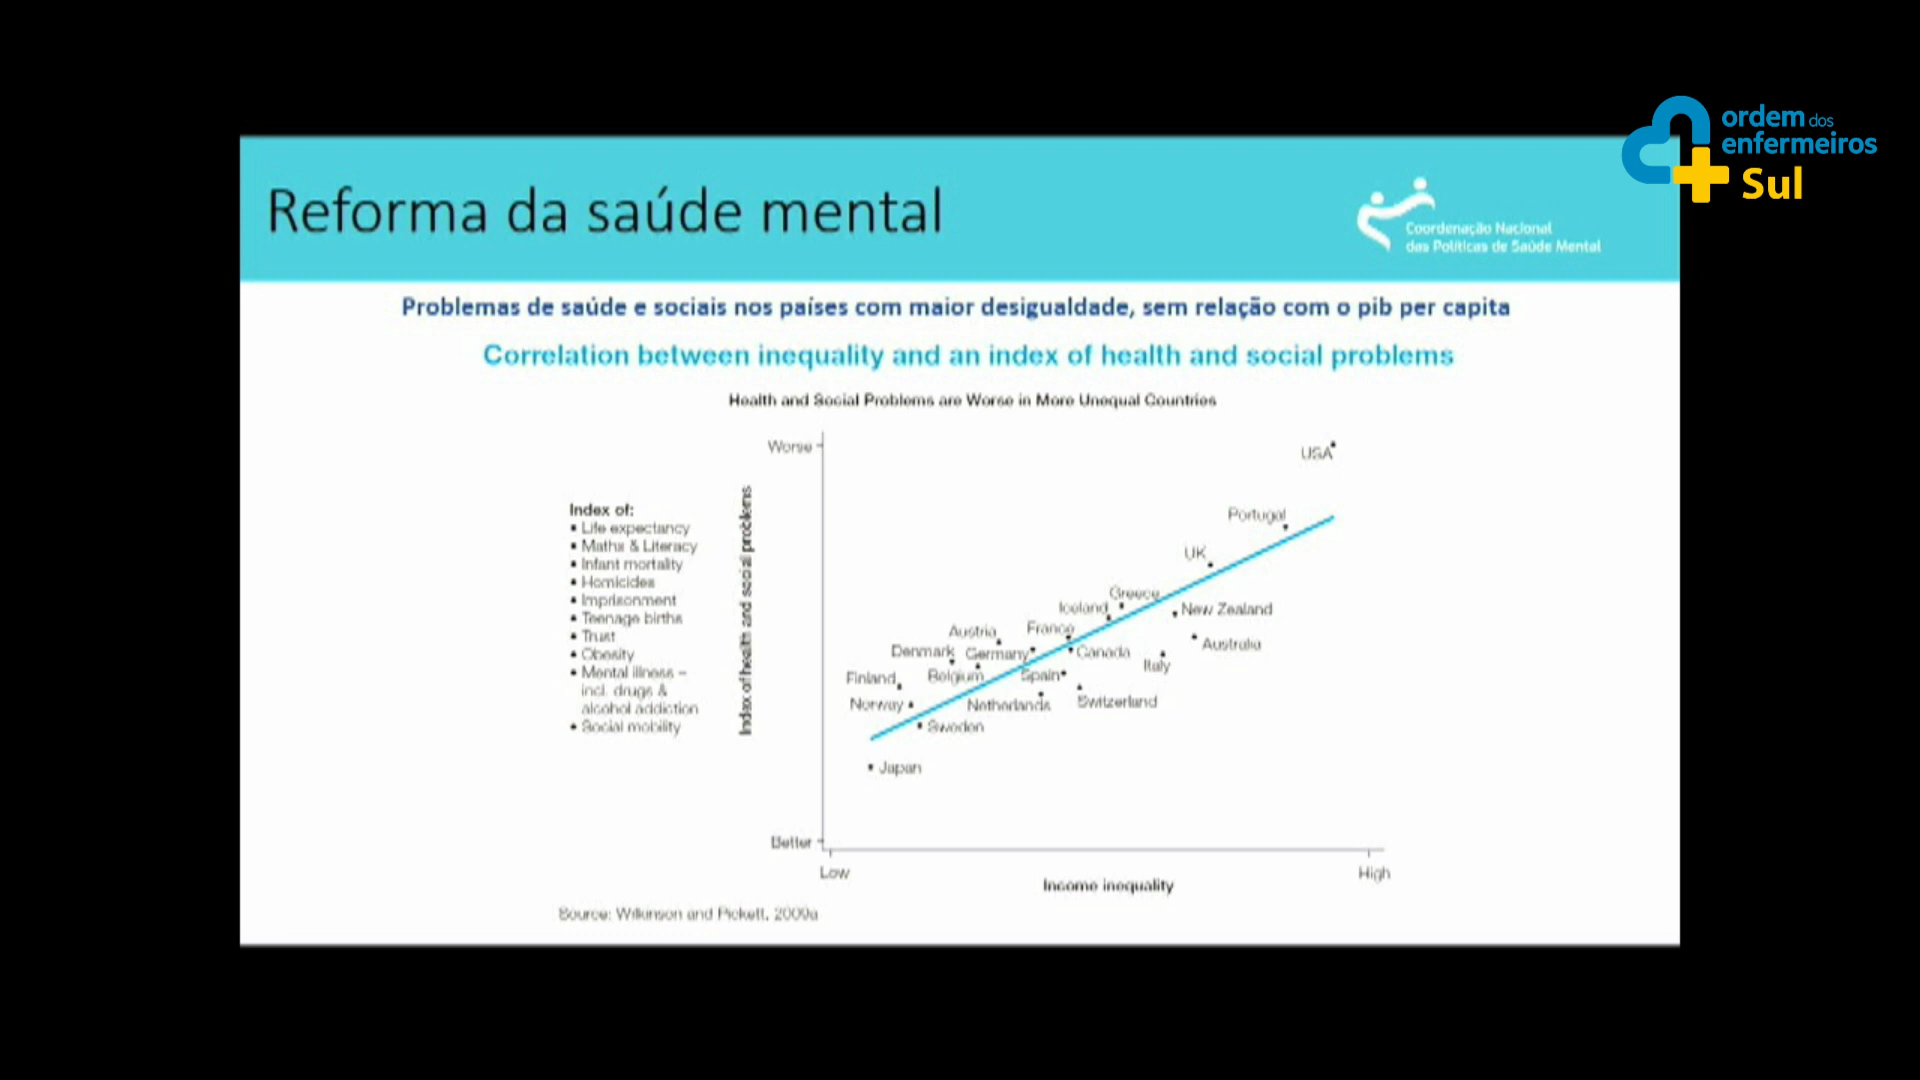 ordem dos
enfermeiros
Sul
Reforma da saúde mental
Coordenação Nacional
das Políticas de Saúde Mental
Problemas de saúde e sociais nos países com maior desigualdade, sem relação com o pib per capita
Correlation between inequality and an index of health and social problems
Health and Social Problems are Worse in More Unequal Countries
Worse
Index of health and social problems
Better
Index of:
• Life expectancy
• Maths & Literacy
• Infant mortality
• Homicides
• Imprisonment
• Teenage births
• Trust
• Obesity
• Mental illness –
incl. drugs &
alcohol addiction
• Social mobility
USA
Portugal
UK
Greece
Iceland
New Zealand
Austria
France
Australia
Denmark
Germany
Canada
Italy
Finland
Belgium
Spain
Norway
Netherlands
Switzerland
Sweden
Japan
Low
High
Income inequality
Source: Wilkinson and Pickett, 2009a